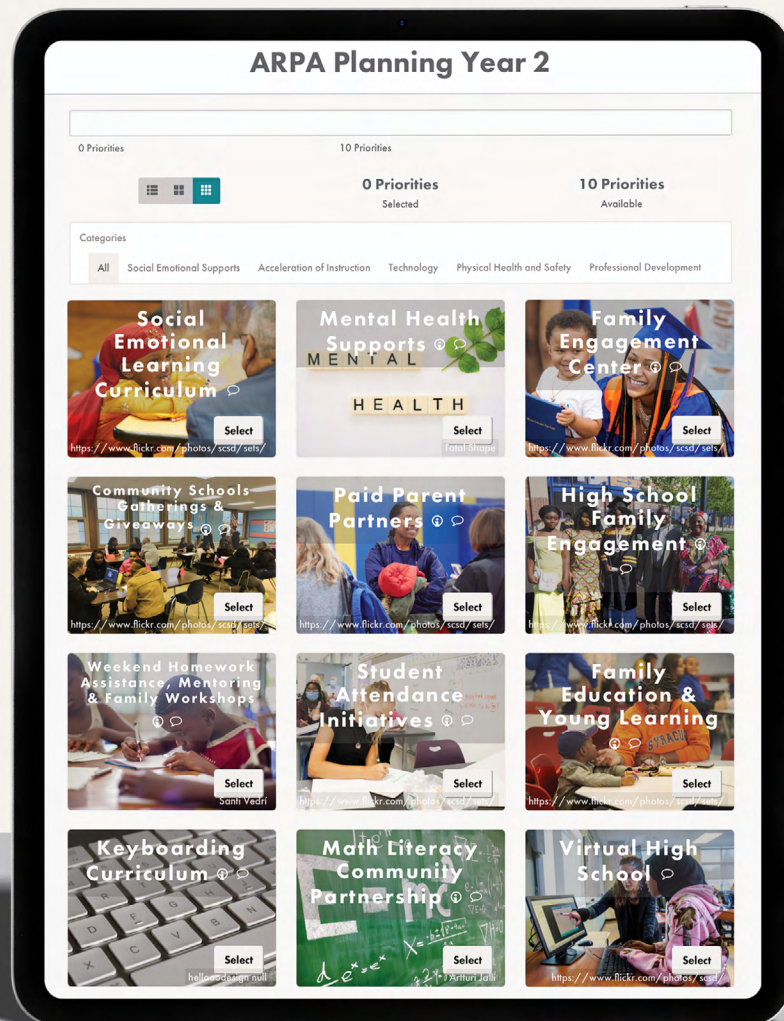 ARPA Planning Year 2
0 Priorities
10 Priorities
0 Priorities
Selected
10 Priorities
Available
Categories
All Social Emotional Supports Acceleration of Instruction Technology Physical Health and Safety Professional Development
Social
Emotional
Learning
Curriculum
Select
https://www.flickr.com/photos/scsd/sets/
Mental Health
Supports
MENTAL
HEALTH
Select
Total Shape
Family
Engagement
Center
Select
https://www.flickr.com/photos/scsd/sets/
Community Schools
Gatherings &
Giveaways
Select
https://www.flickr.com/photos/scsd/sets/
Paid Parent
Partners
Select
https://www.flickr.com/photos/scsd/sets/
High School
Family
Engagement
Select
https://www.flickr.com/photos/scsd/sets/
Weekend Homework
Assistance, Mentoring
& Family Workshops
Select
Santi Vedrí
Student
Attendance
Initiatives
Select
https://www.flickr.com/photos/scsd/sets/
Family
Education &
Young Learning
SYRACUSE
Select
https://www.flickr.com/photos/scsd/sets/
Keyboarding
Curriculum
Select
hellooodesign null
Math Literacy
Community
Partnership
Select
Artturi Jalli
Virtual High
School
Select
https://www.flickr.com/photos/scsd/